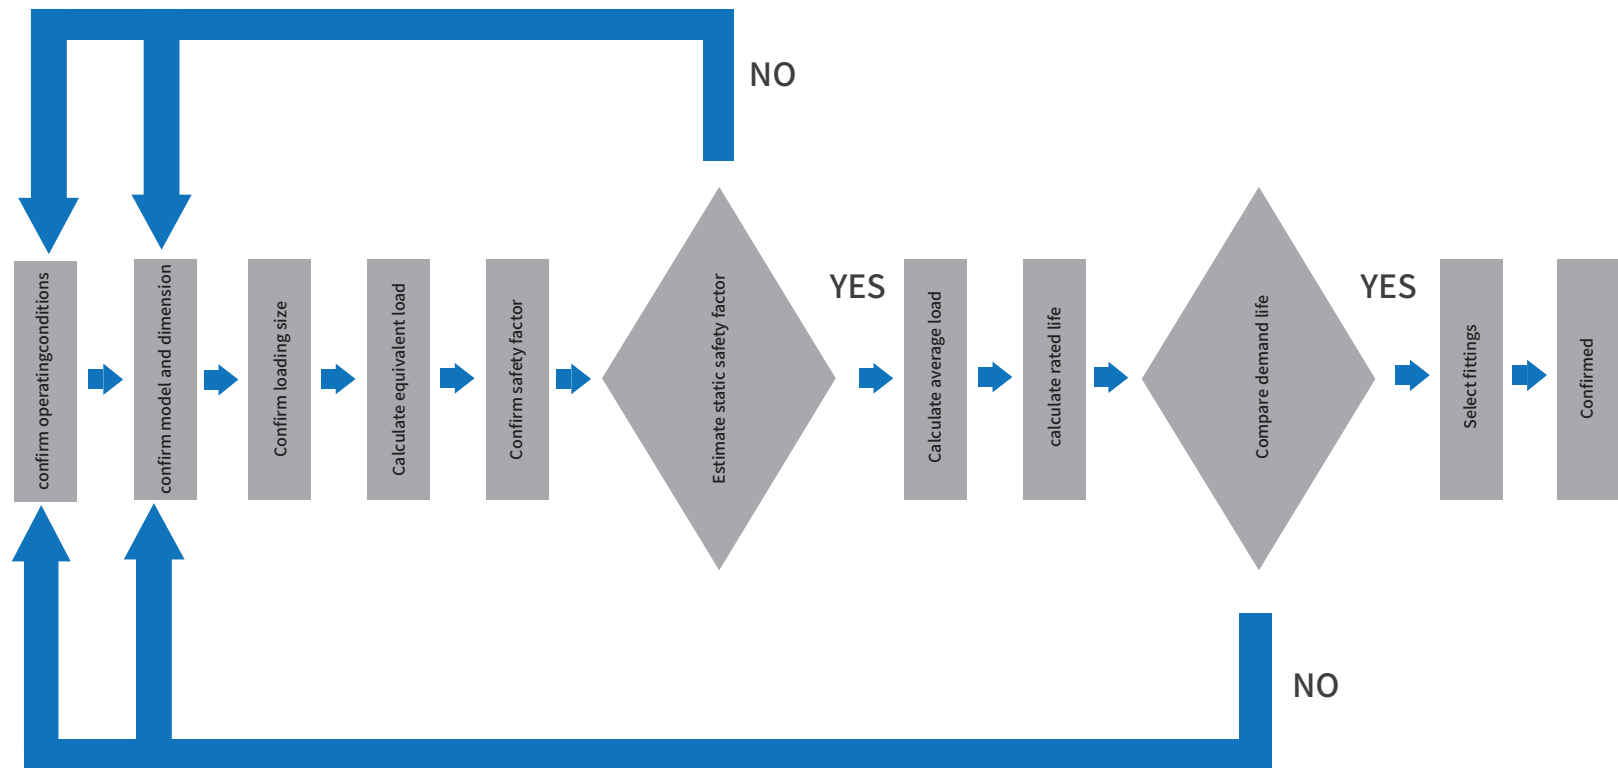 NO
confirm operatingconditions
confirm model and dimension
Confirm loading size
Calculate equivalent load
Confirm safety factor
Estimate static safety factor
YES
Calculate average load
calculate rated life
Compare demand life
YES
Select fittings
Confirmed
NO